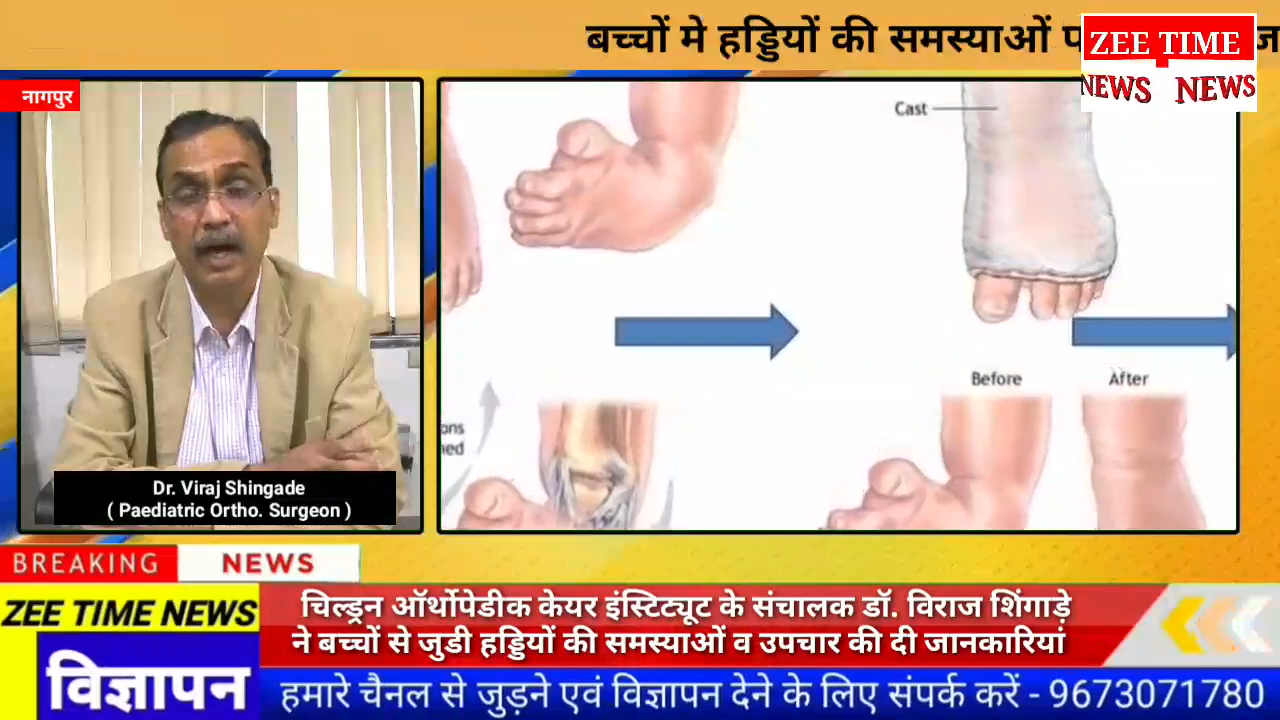 बच्चों मे हड्डियों की समस्याओं
ZEE TIME
NEWS NEWS
नागपुर
Cast
Before
After
Dr. Viraj Shingade
( Paediatric Ortho. Surgeon )
BREAKING NEWS
ZEE TIME NEWS
चिल्ड्रन ऑर्थोपेडीक केयर इंस्टिट्यूट के संचालक डॉ. विराज शिंगाड़े
ने बच्चों से जुडी हड्डियों की समस्याओं व उपचार की दी जानकारियां
विज्ञापन
हमारे चैनल से जुड़ने एवं विज्ञापन देने के लिए संपर्क करें - 9673071780